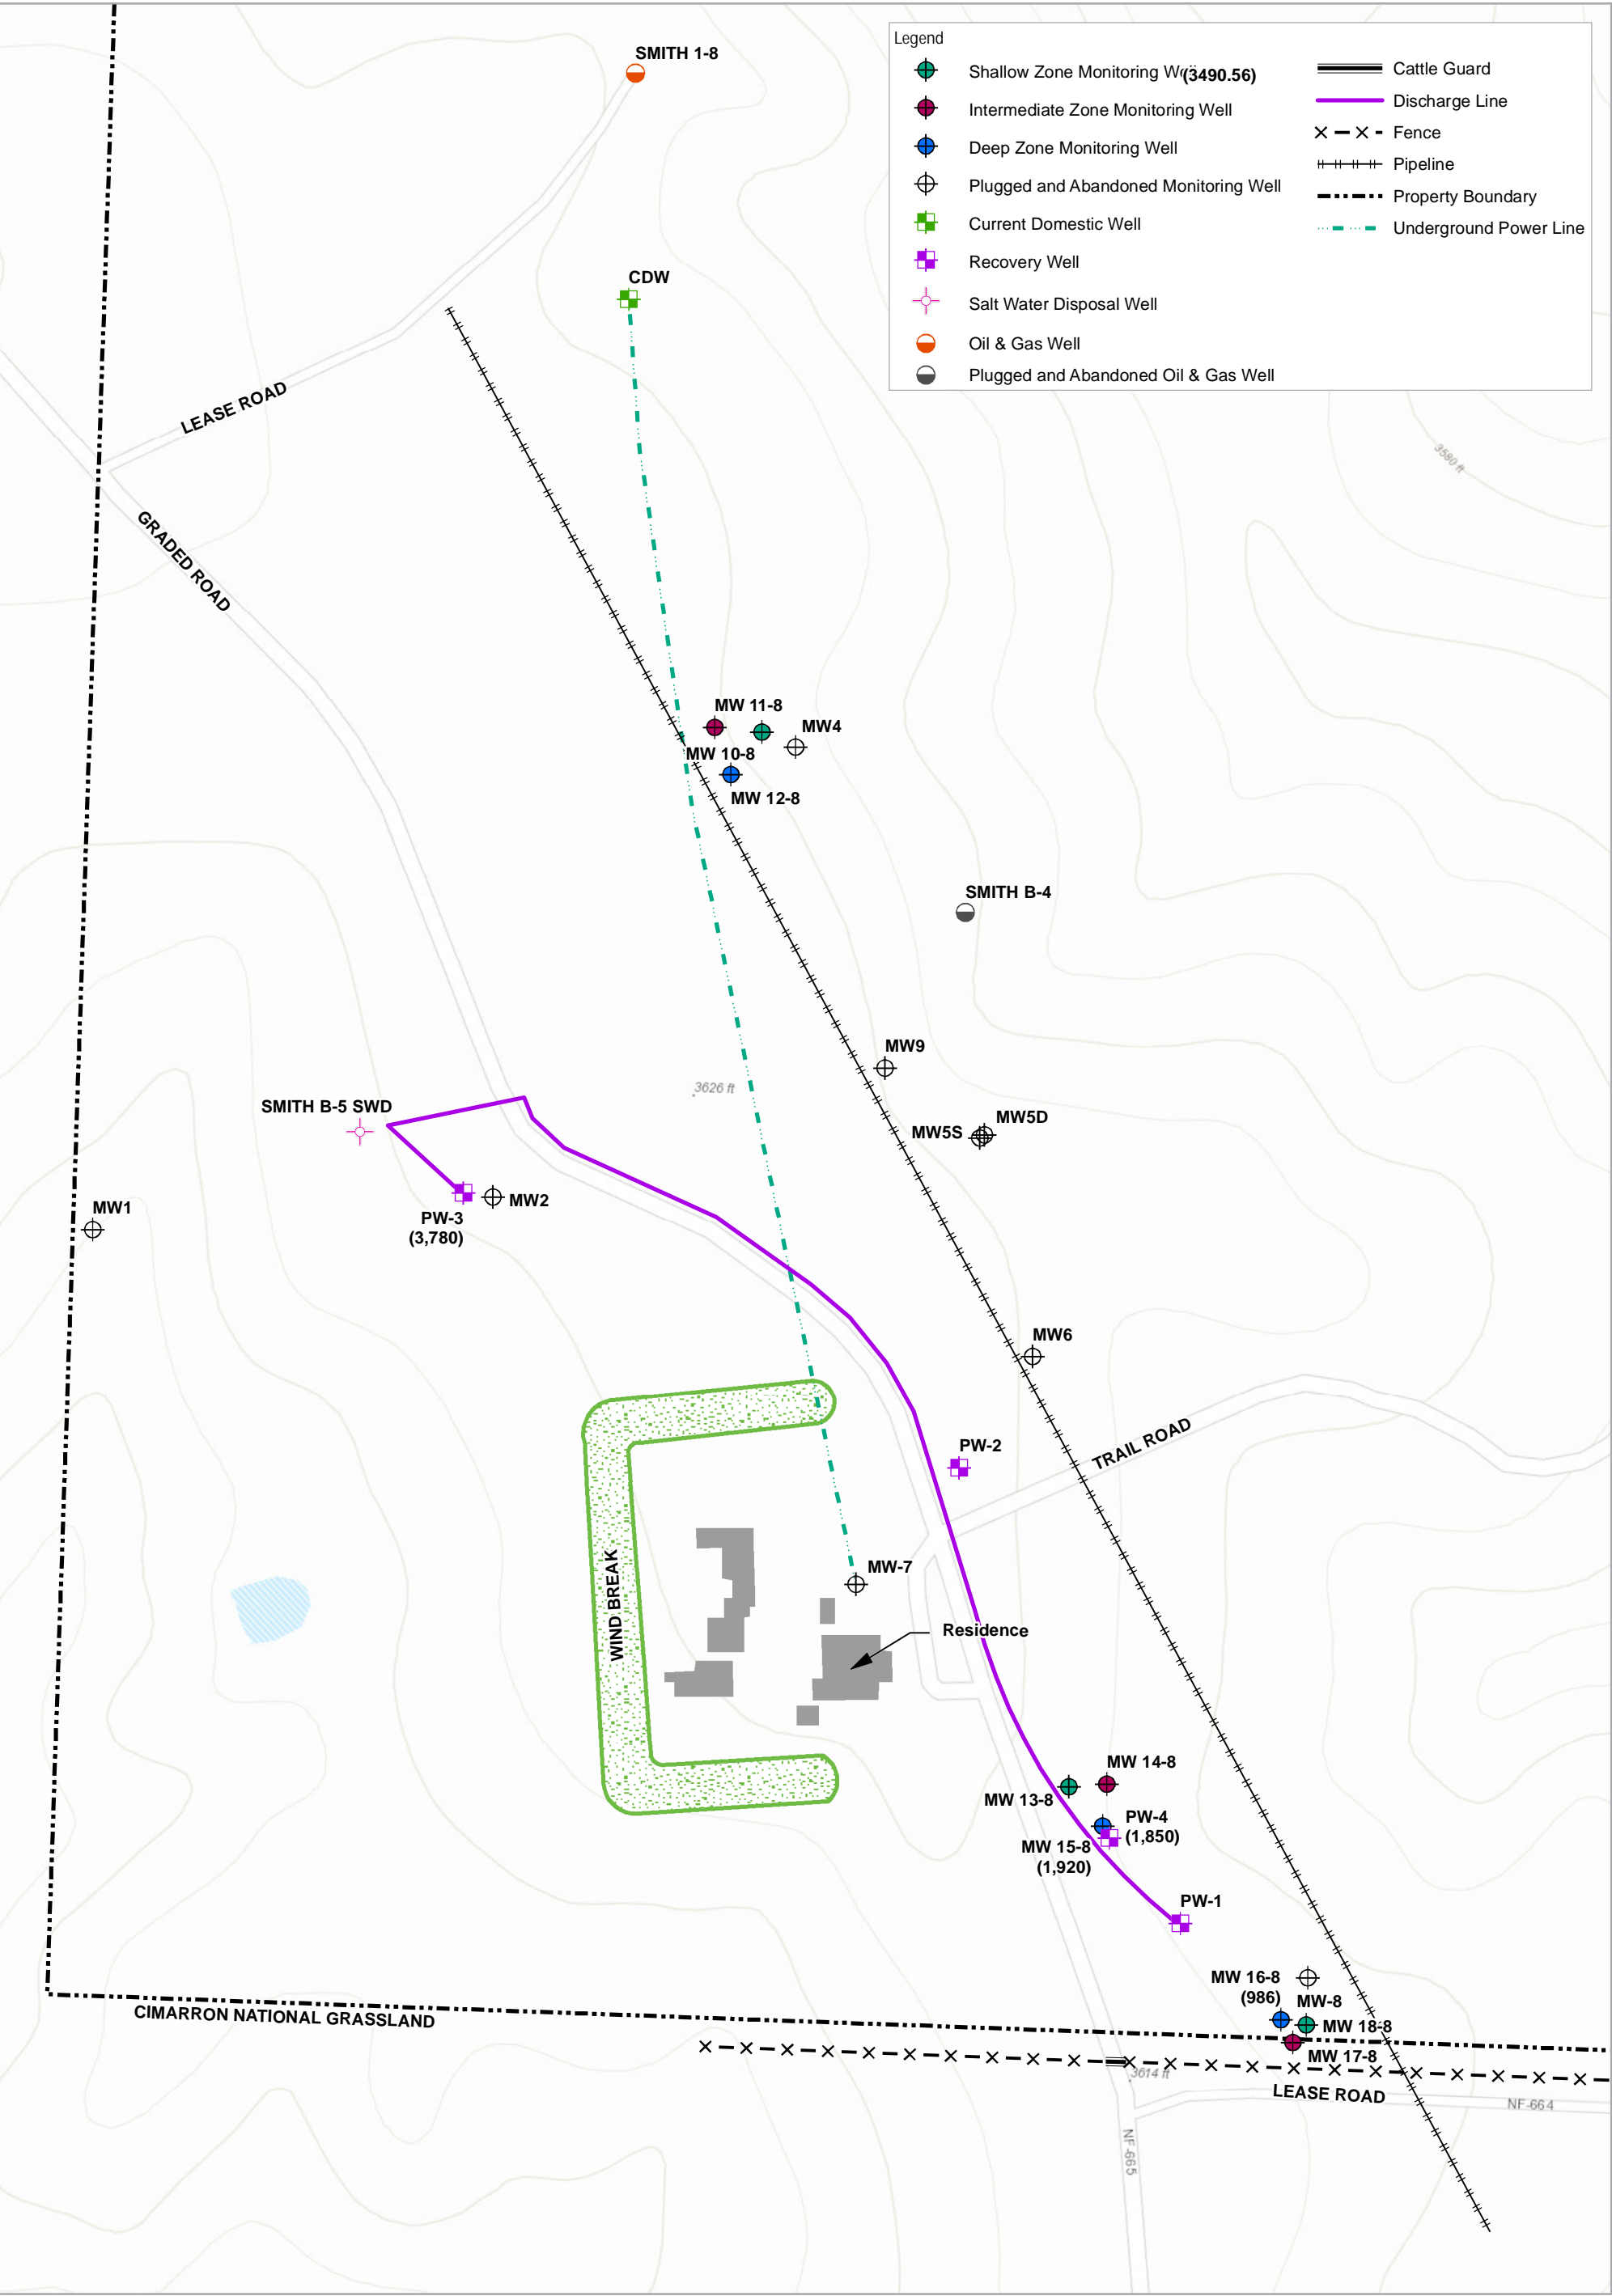 SMITH 1-8
Legend
Shallow Zone Monitoring We
(3490.56)
Intermediate Zone Monitoring Well
Deep Zone Monitoring Well
Plugged and Abandoned Monitoring Well
Current Domestic Well
Recovery Well
Salt Water Disposal Well
Oil & Gas Well
Plugged and Abandoned Oil & Gas Well
Cattle Guard
Discharge Line
Fence
Pipeline
Property Boundary
Underground Power Line
CDW
LEASE ROAD
3580 ft
GRADED ROAD
MW 11-8
MW4
MW 10-8
MW 12-8
SMITH B-4
MW9
3626 ft
SMITH B-5 SWD
MW5D
MW5S
MW1
MW2
PW-3
(3,780)
MW6
TRAIL ROAD
PW-2
WIND BREAK
MW-7
Residence
MW 14-8
MW 13-8
PW-4
(1,850)
MW 15-8
(1,920)
PW-1
MW 16-8
(986)
MW-8
MW 18-8
MW 17-8
CIMARRON NATIONAL GRASSLAND
3614 ft
LEASE ROAD
NF-664
NF-665